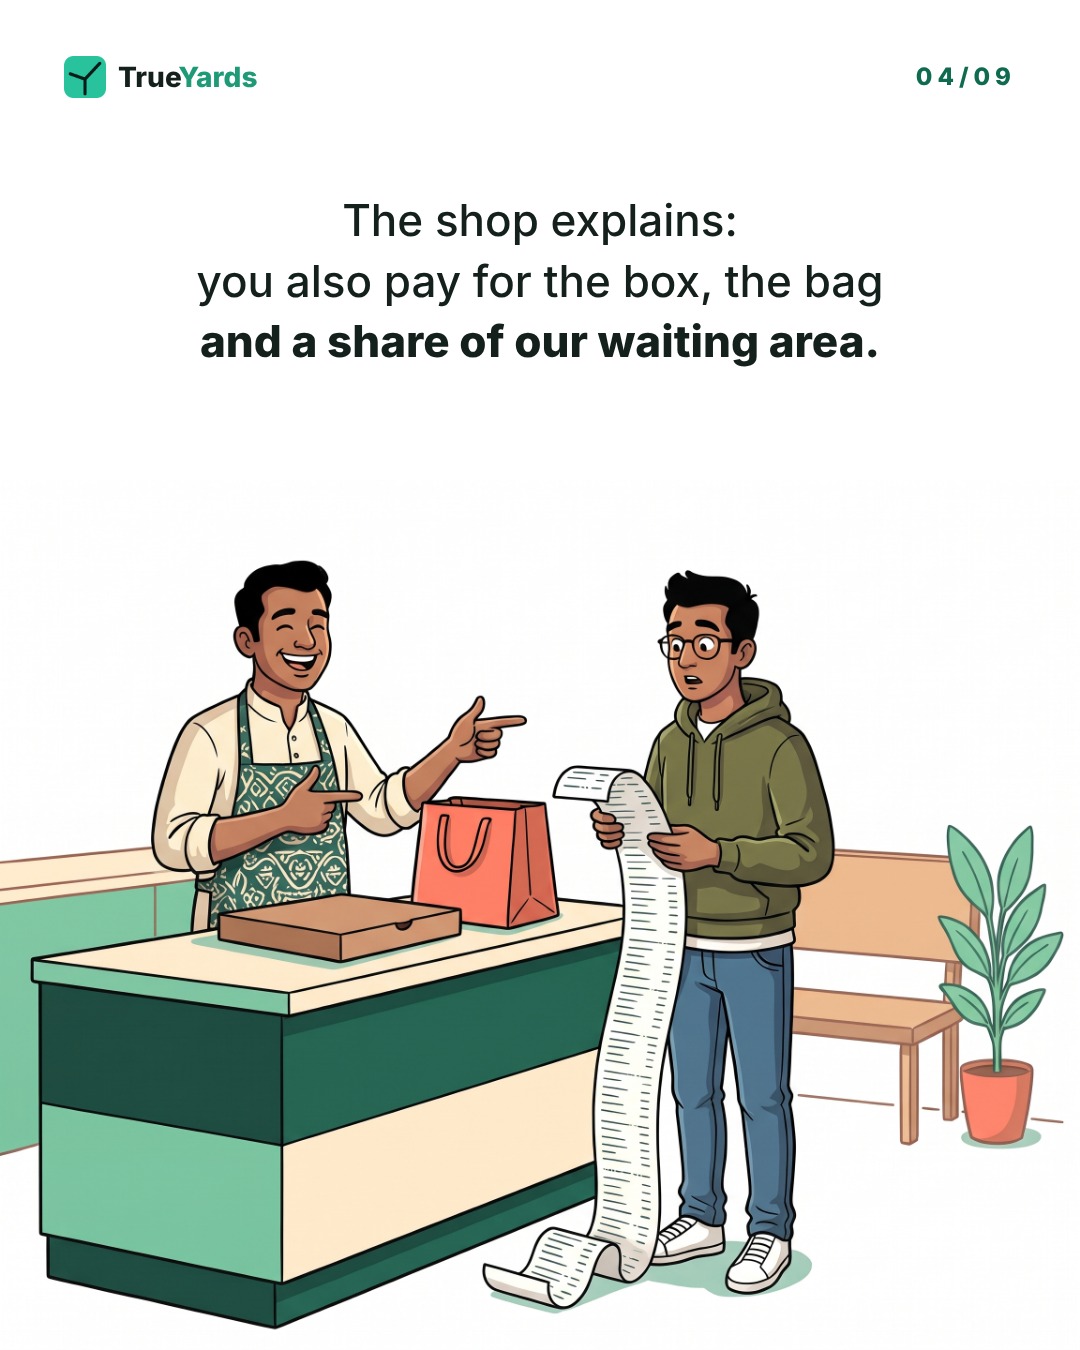 TrueYards
04/09
The shop explains:
you also pay for the box, the bag
and a share of our waiting area.